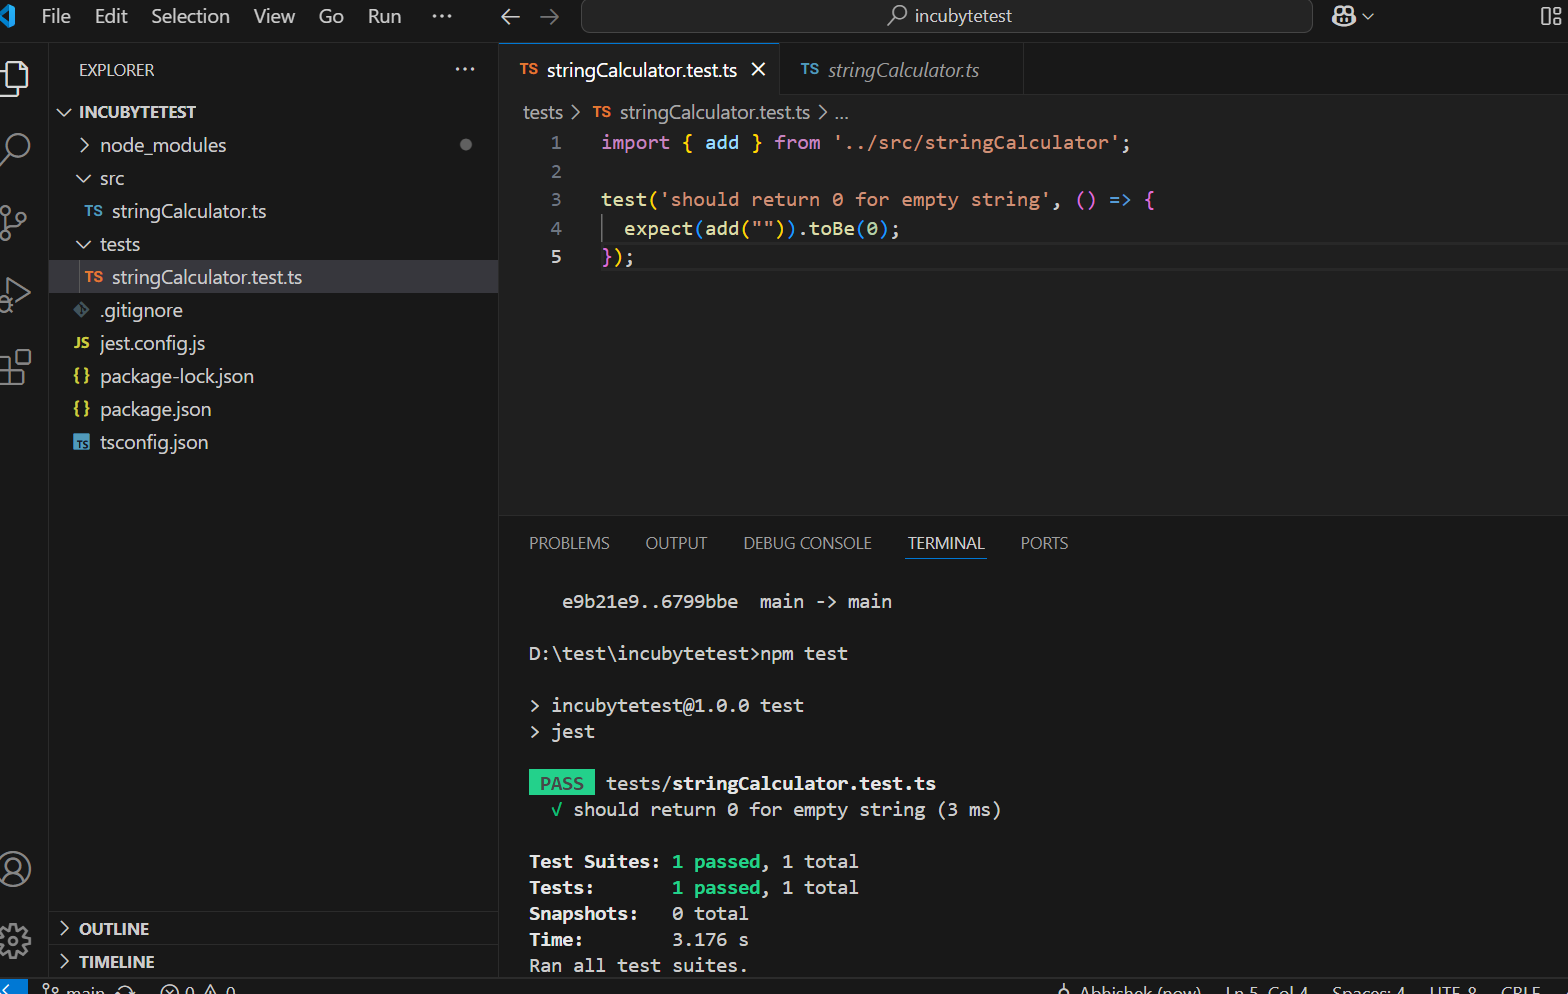 File Edit Selection View Go Run ··· incubytetest
EXPLORER ···
INCUBYTETEST
node_modules
src
TS stringCalculator.ts
tests
TS stringCalculator.test.ts
.gitignore
JS jest.config.js
{} package-lock.json
{} package.json
TS tsconfig.json
OUTLINE
TIMELINE
TS stringCalculator.test.ts
TS stringCalculator.ts
tests > TS stringCalculator.test.ts > ...
1 import { add } from '../src/stringCalculator';
2
3 test('should return 0 for empty string', () => {
4 expect(add("")).toBe(0);
5 });
PROBLEMS OUTPUT DEBUG CONSOLE TERMINAL PORTS
e9b21e9..6799bbe main -> main
D:\test\incubytetest>npm test
> incubytetest@1.0.0 test
> jest
PASS tests/stringCalculator.test.ts
√ should return 0 for empty string (3 ms)
Test Suites: 1 passed, 1 total
Tests: 1 passed, 1 total
Snapshots: 0 total
Time: 3.176 s
Ran all test suites.
main 0 0 Abhishek (now) Ln 5, Col 4 Spaces: 4 UTF-8 CRLF